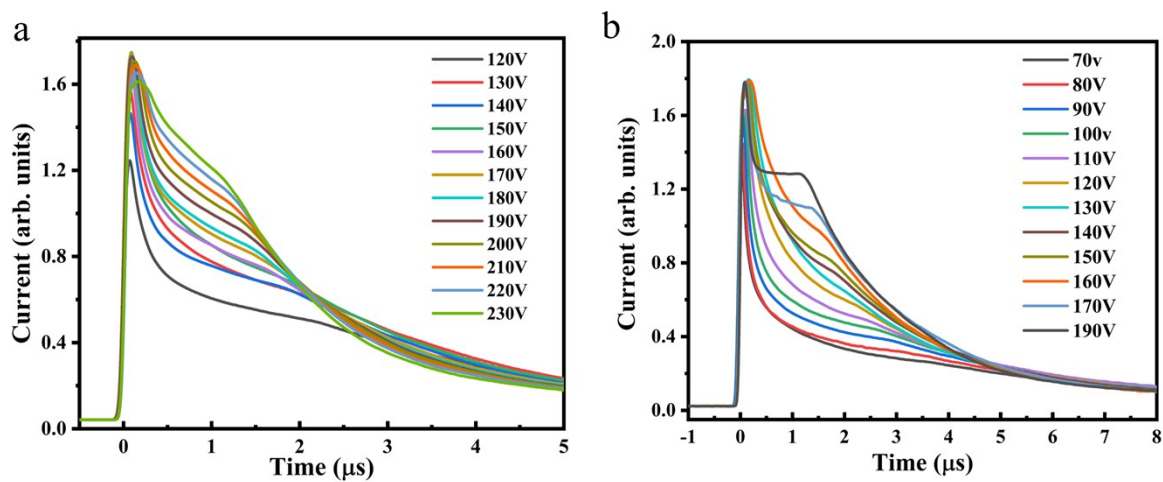 a
1.6
1.2
0.8
0.4
0.0
Current (arb. units)
0
1
2
3
4
5
Time (μs)
120V
130V
140V
150V
160V
170V
180V
190V
200V
210V
220V
230V
b
2.0
1.6
1.2
0.8
0.4
0.0
Current (arb. units)
-1
0
1
2
3
4
5
6
7
8
Time (μs)
70v
80V
90V
100v
110V
120V
130V
140V
150V
160V
170V
190V